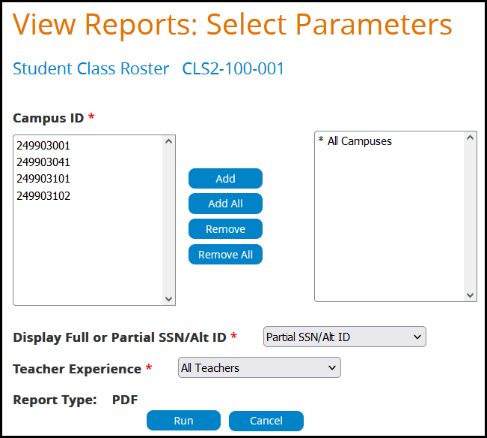 View Reports: Select Parameters
Student Class Roster CLS2-100-001
Campus ID *
249903001
249903041
249903101
249903102
Add
Add All
Remove
Remove All
* All Campuses
Display Full or Partial SSN/Alt ID * Partial SSN/Alt ID
Teacher Experience * All Teachers
Report Type: PDF
Run Cancel